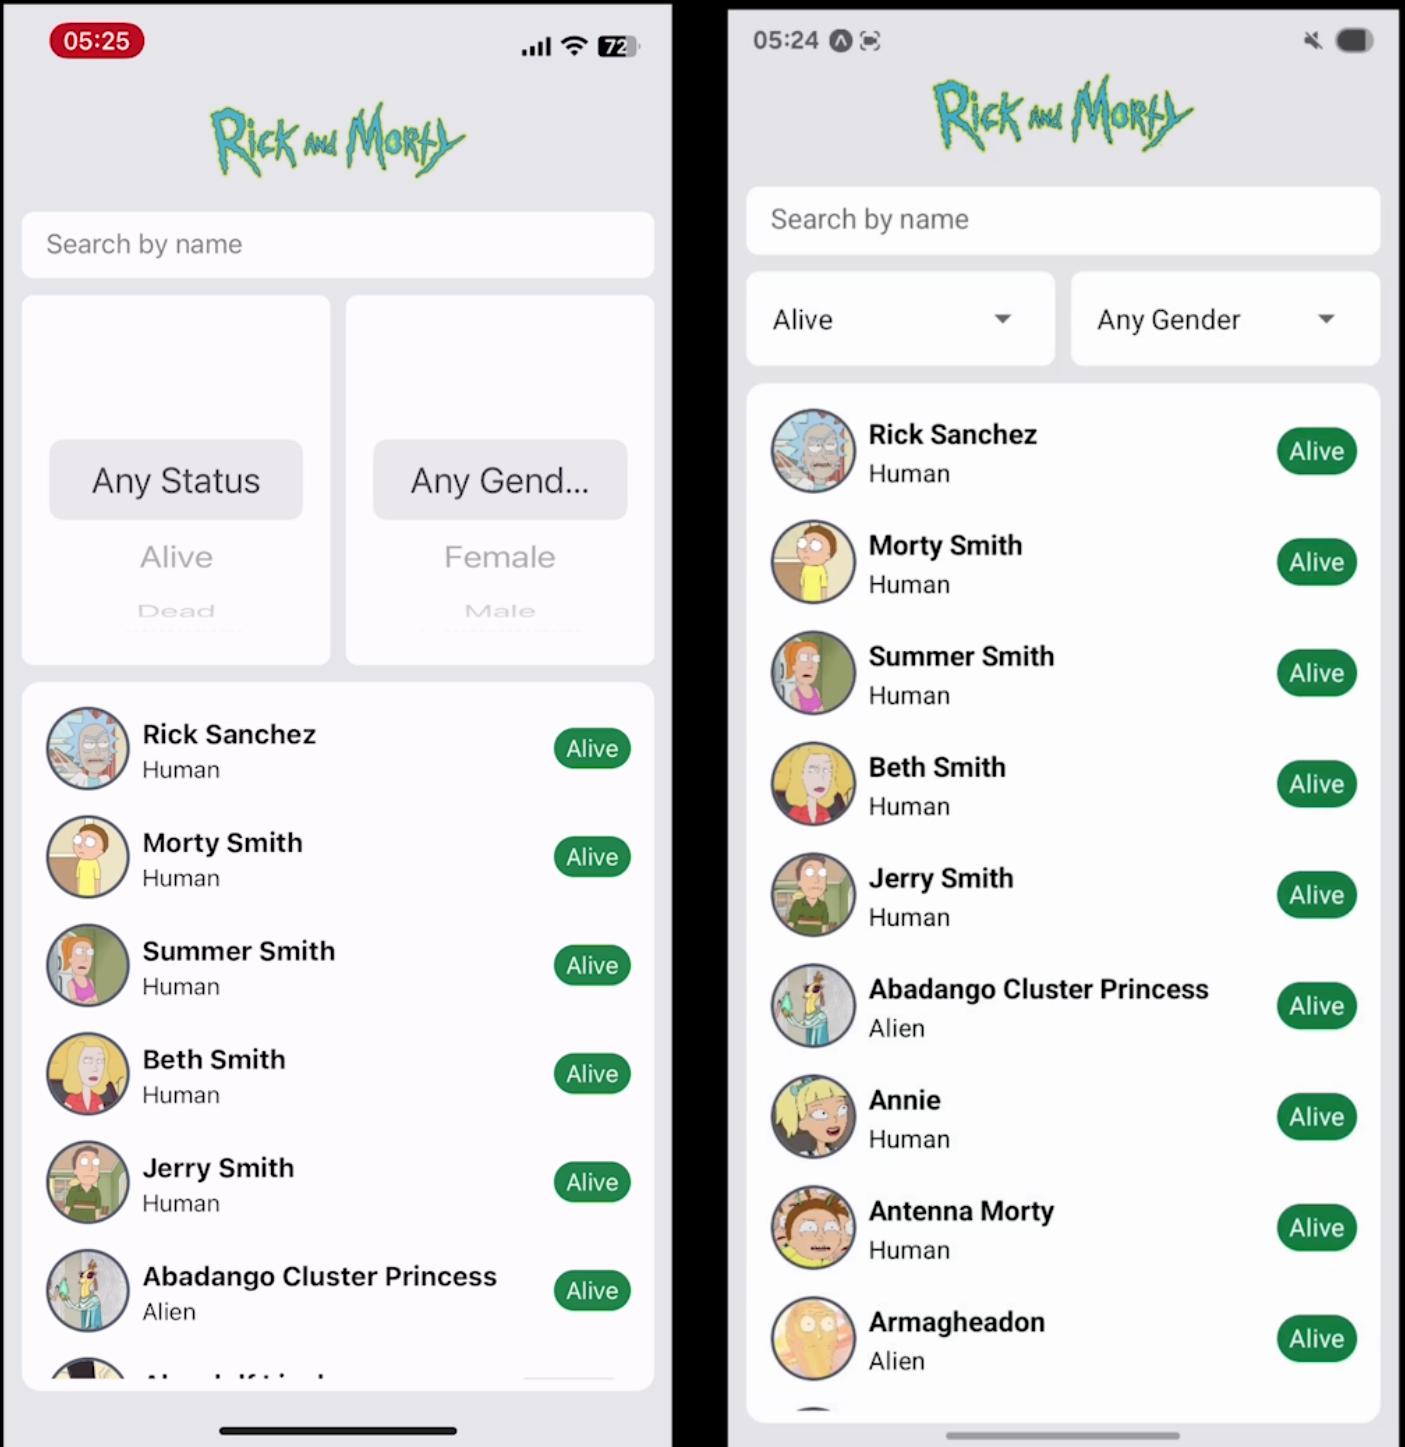 05:25
72
Rick and Morty
Search by name
Any Status
Any Gend...
Alive
Female
Dead
Male
Rick Sanchez
Human
Alive
Morty Smith
Human
Alive
Summer Smith
Human
Alive
Beth Smith
Human
Alive
Jerry Smith
Human
Alive
Abadango Cluster Princess
Alien
Alive
05:24
Rick and Morty
Search by name
Alive
Any Gender
Rick Sanchez
Human
Alive
Morty Smith
Human
Alive
Summer Smith
Human
Alive
Beth Smith
Human
Alive
Jerry Smith
Human
Alive
Abadango Cluster Princess
Alien
Alive
Annie
Human
Alive
Antenna Morty
Human
Alive
Armagheadon
Alien
Alive